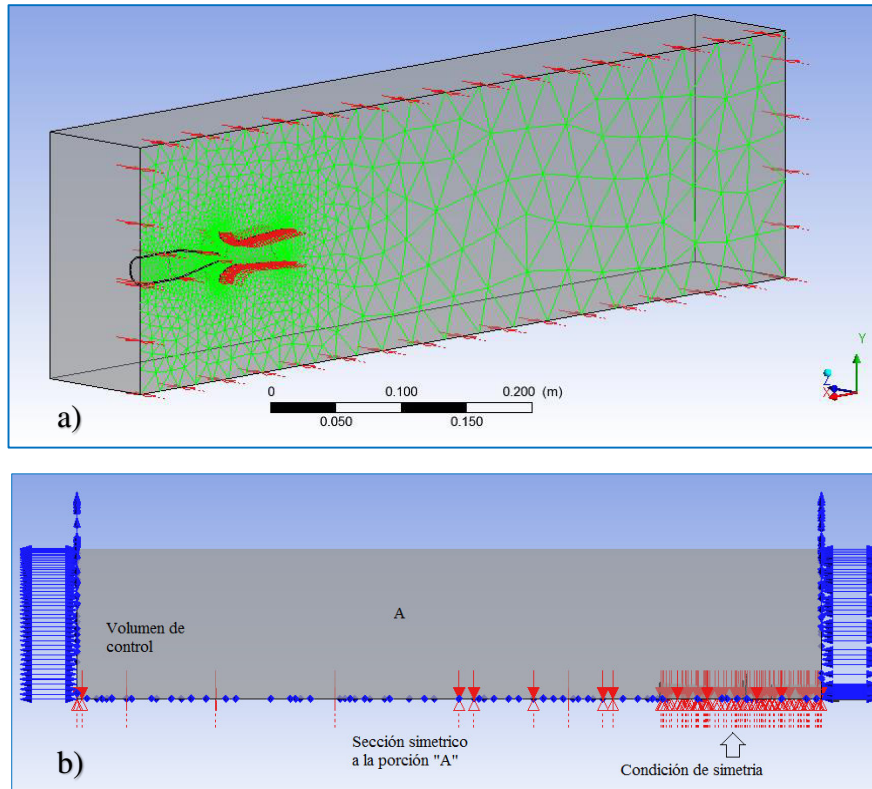 0 0.100 0.200 (m)
0.050 0.150
Y
Z
X
a)
A
Volumen de
control
Sección simetrico
a la porción "A"
Condición de simetria
b)